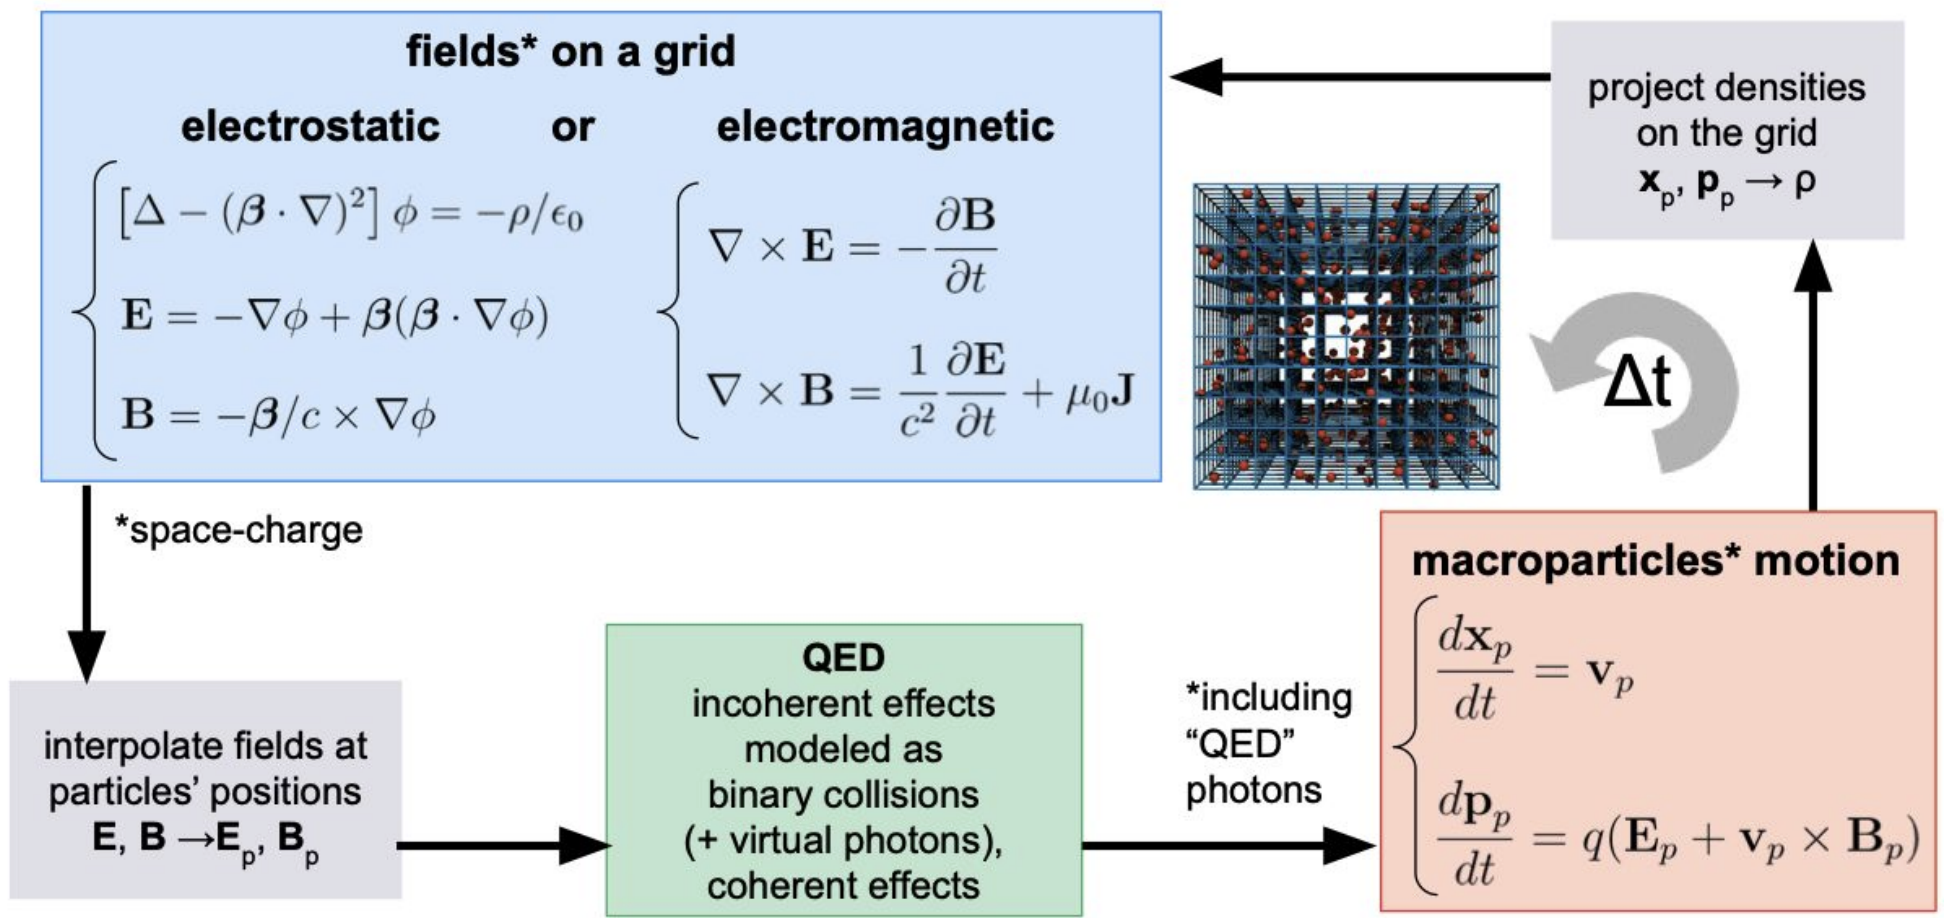 fields* on a grid
electrostatic or electromagnetic
[Δ − (β · ∇)²] ϕ = −ρ/ϵ₀
E = −∇ϕ + β(β · ∇ϕ)
B = −β/c × ∇ϕ
∇ × E = −∂B/∂t
∇ × B = 1/c² ∂E/∂t + μ₀J
project densities
on the grid
xₚ, pₚ → ρ
Δt
*space-charge
interpolate fields at
particles’ positions
E, B →Eₚ, Bₚ
QED
incoherent effects
modeled as
binary collisions
(+ virtual photons),
coherent effects
*including
“QED”
photons
macroparticles* motion
dxₚ/dt = vₚ
dpₚ/dt = q(Eₚ + vₚ × Bₚ)